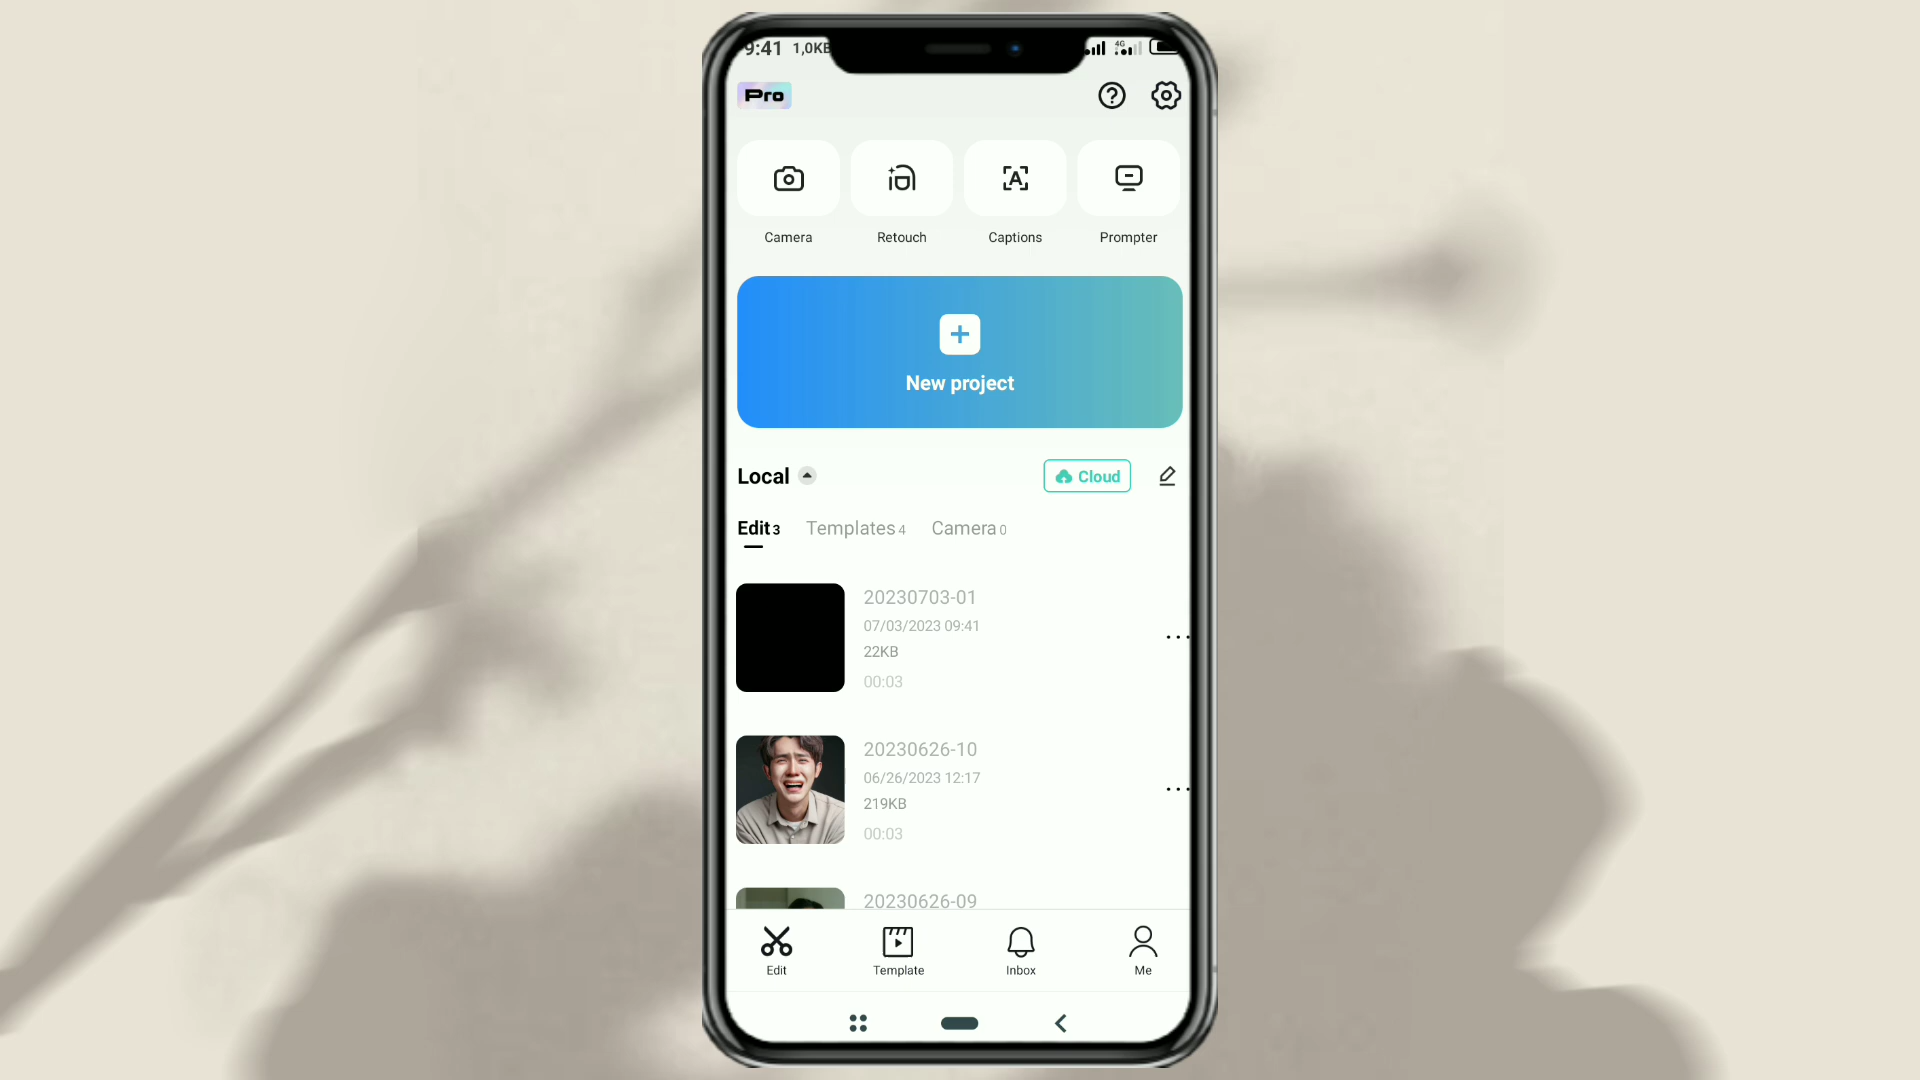 9:41 1,0KB
4G
Pro
Camera Retouch Captions Prompter
New project
Local Cloud
Edit 3 Templates 4 Camera 0
20230703-01
07/03/2023 09:41
22KB
00:03
20230626-10
06/26/2023 12:17
219KB
00:03
20230626-09
Edit Template Inbox Me